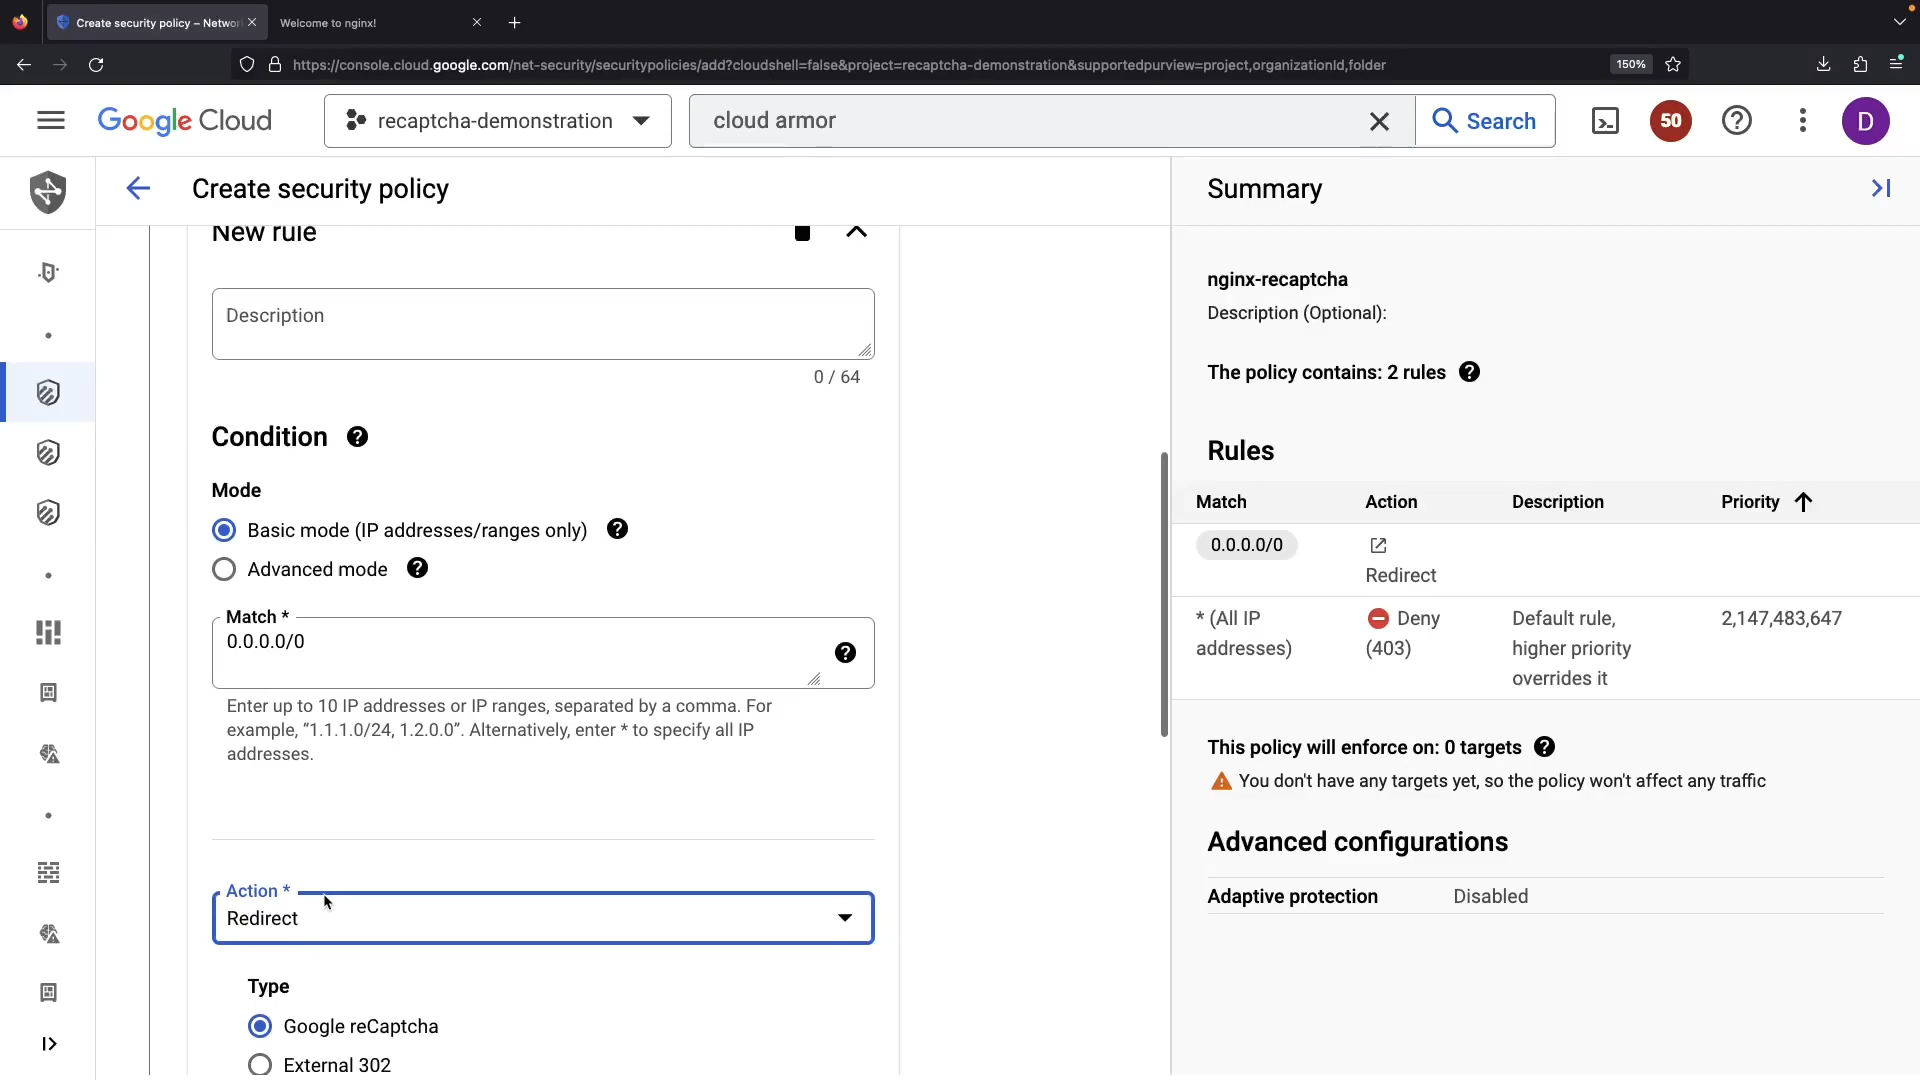 Create security policy – Networ
Welcome to nginx!
https://console.cloud.google.com/net-security/securitypolicies/add?cloudshell=false&project=recaptcha-demonstration&supportedpurview=project,organizationId,folder
150%
Google Cloud
recaptcha-demonstration
cloud armor
Search
50
D
Create security policy
New rule
Description
0 / 64
Condition
Mode
Basic mode (IP addresses/ranges only)
Advanced mode
Match *
0.0.0.0/0
Enter up to 10 IP addresses or IP ranges, separated by a comma. For
example, “1.1.1.0/24, 1.2.0.0”. Alternatively, enter * to specify all IP
addresses.
Action *
Redirect
Type
Google reCaptcha
External 302
Summary
nginx-recaptcha
Description (Optional):
The policy contains: 2 rules
Rules
Match Action Description Priority
0.0.0.0/0
Redirect
* (All IP Deny Default rule, 2,147,483,647
addresses) (403) higher priority
overrides it
This policy will enforce on: 0 targets
You don't have any targets yet, so the policy won't affect any traffic
Advanced configurations
Adaptive protection Disabled